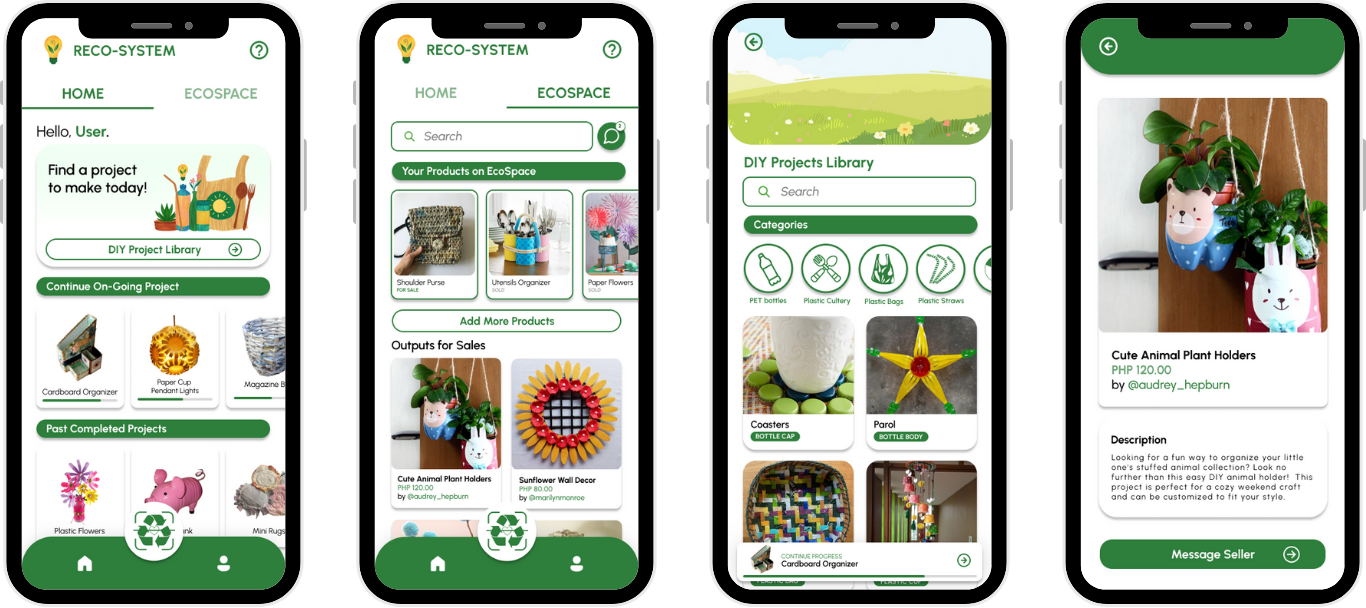 RECO-SYSTEM
HOME ECOSPACE
Hello, User.
Find a project
to make today!
DIY Project Library
Continue On-Going Project
Cardboard Organizer
Paper Cup
Pendant Lights
Magazine B
Past Completed Projects
Plastic Flowers
nk
Mini Rugs
RECO-SYSTEM
HOME ECOSPACE
Search
Your Products on EcoSpace
Shoulder Purse
FOR SALE
Utensils Organizer
SOLD
Paper Flowers
SOLD
Add More Products
Outputs for Sales
Cute Animal Plant Holders
PHP 120.00
by @audrey_hepburn
Sunflower Wall Decor
PHP 80.00
by @marilynmonroe
DIY Projects Library
Search
Categories
PET bottles
Plastic Cultery
Plastic Bags
Plastic Straws
Coasters
BOTTLE CAP
Parol
BOTTLE BODY
CONTINUE PROGRESS
Cardboard Organizer
PLASTIC BAG
PLASTIC CUP
Cute Animal Plant Holders
PHP 120.00
by @audrey_hepburn
Description
Looking for a fun way to organize your little
one's stuffed animal collection? Look no
further than this easy DIY animal holder! This
project is perfect for a cozy weekend craft
and can be customized to fit your style.
Message Seller